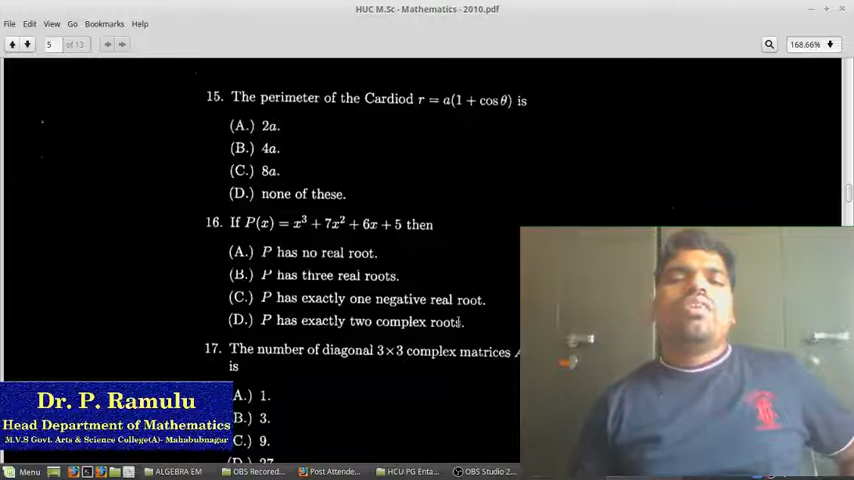 HUC M.Sc - Mathematics - 2010.pdf
File Edit View Go Bookmarks Help
5 of 13
168.66%
15. The perimeter of the Cardiod r = a(1 + cos θ) is
(A.) 2a.
(B.) 4a.
(C.) 8a.
(D.) none of these.
16. If P(x) = x³ + 7x² + 6x + 5 then
(A.) P has no real root.
(B.) P has three real roots.
(C.) P has exactly one negative real root.
(D.) P has exactly two complex roots.
17. The number of diagonal 3×3 complex matrices A
is
A.) 1.
B.) 3.
C.) 9.
D.) 27
Dr. P. Ramulu
Head Department of Mathematics
M.V.S Govt. Arts & Science College(A)- Mahabubnagar
Menu ALGEBRA EM OBS Recorded... Post Attende... HCU PG Enta... OBS Studio 2...